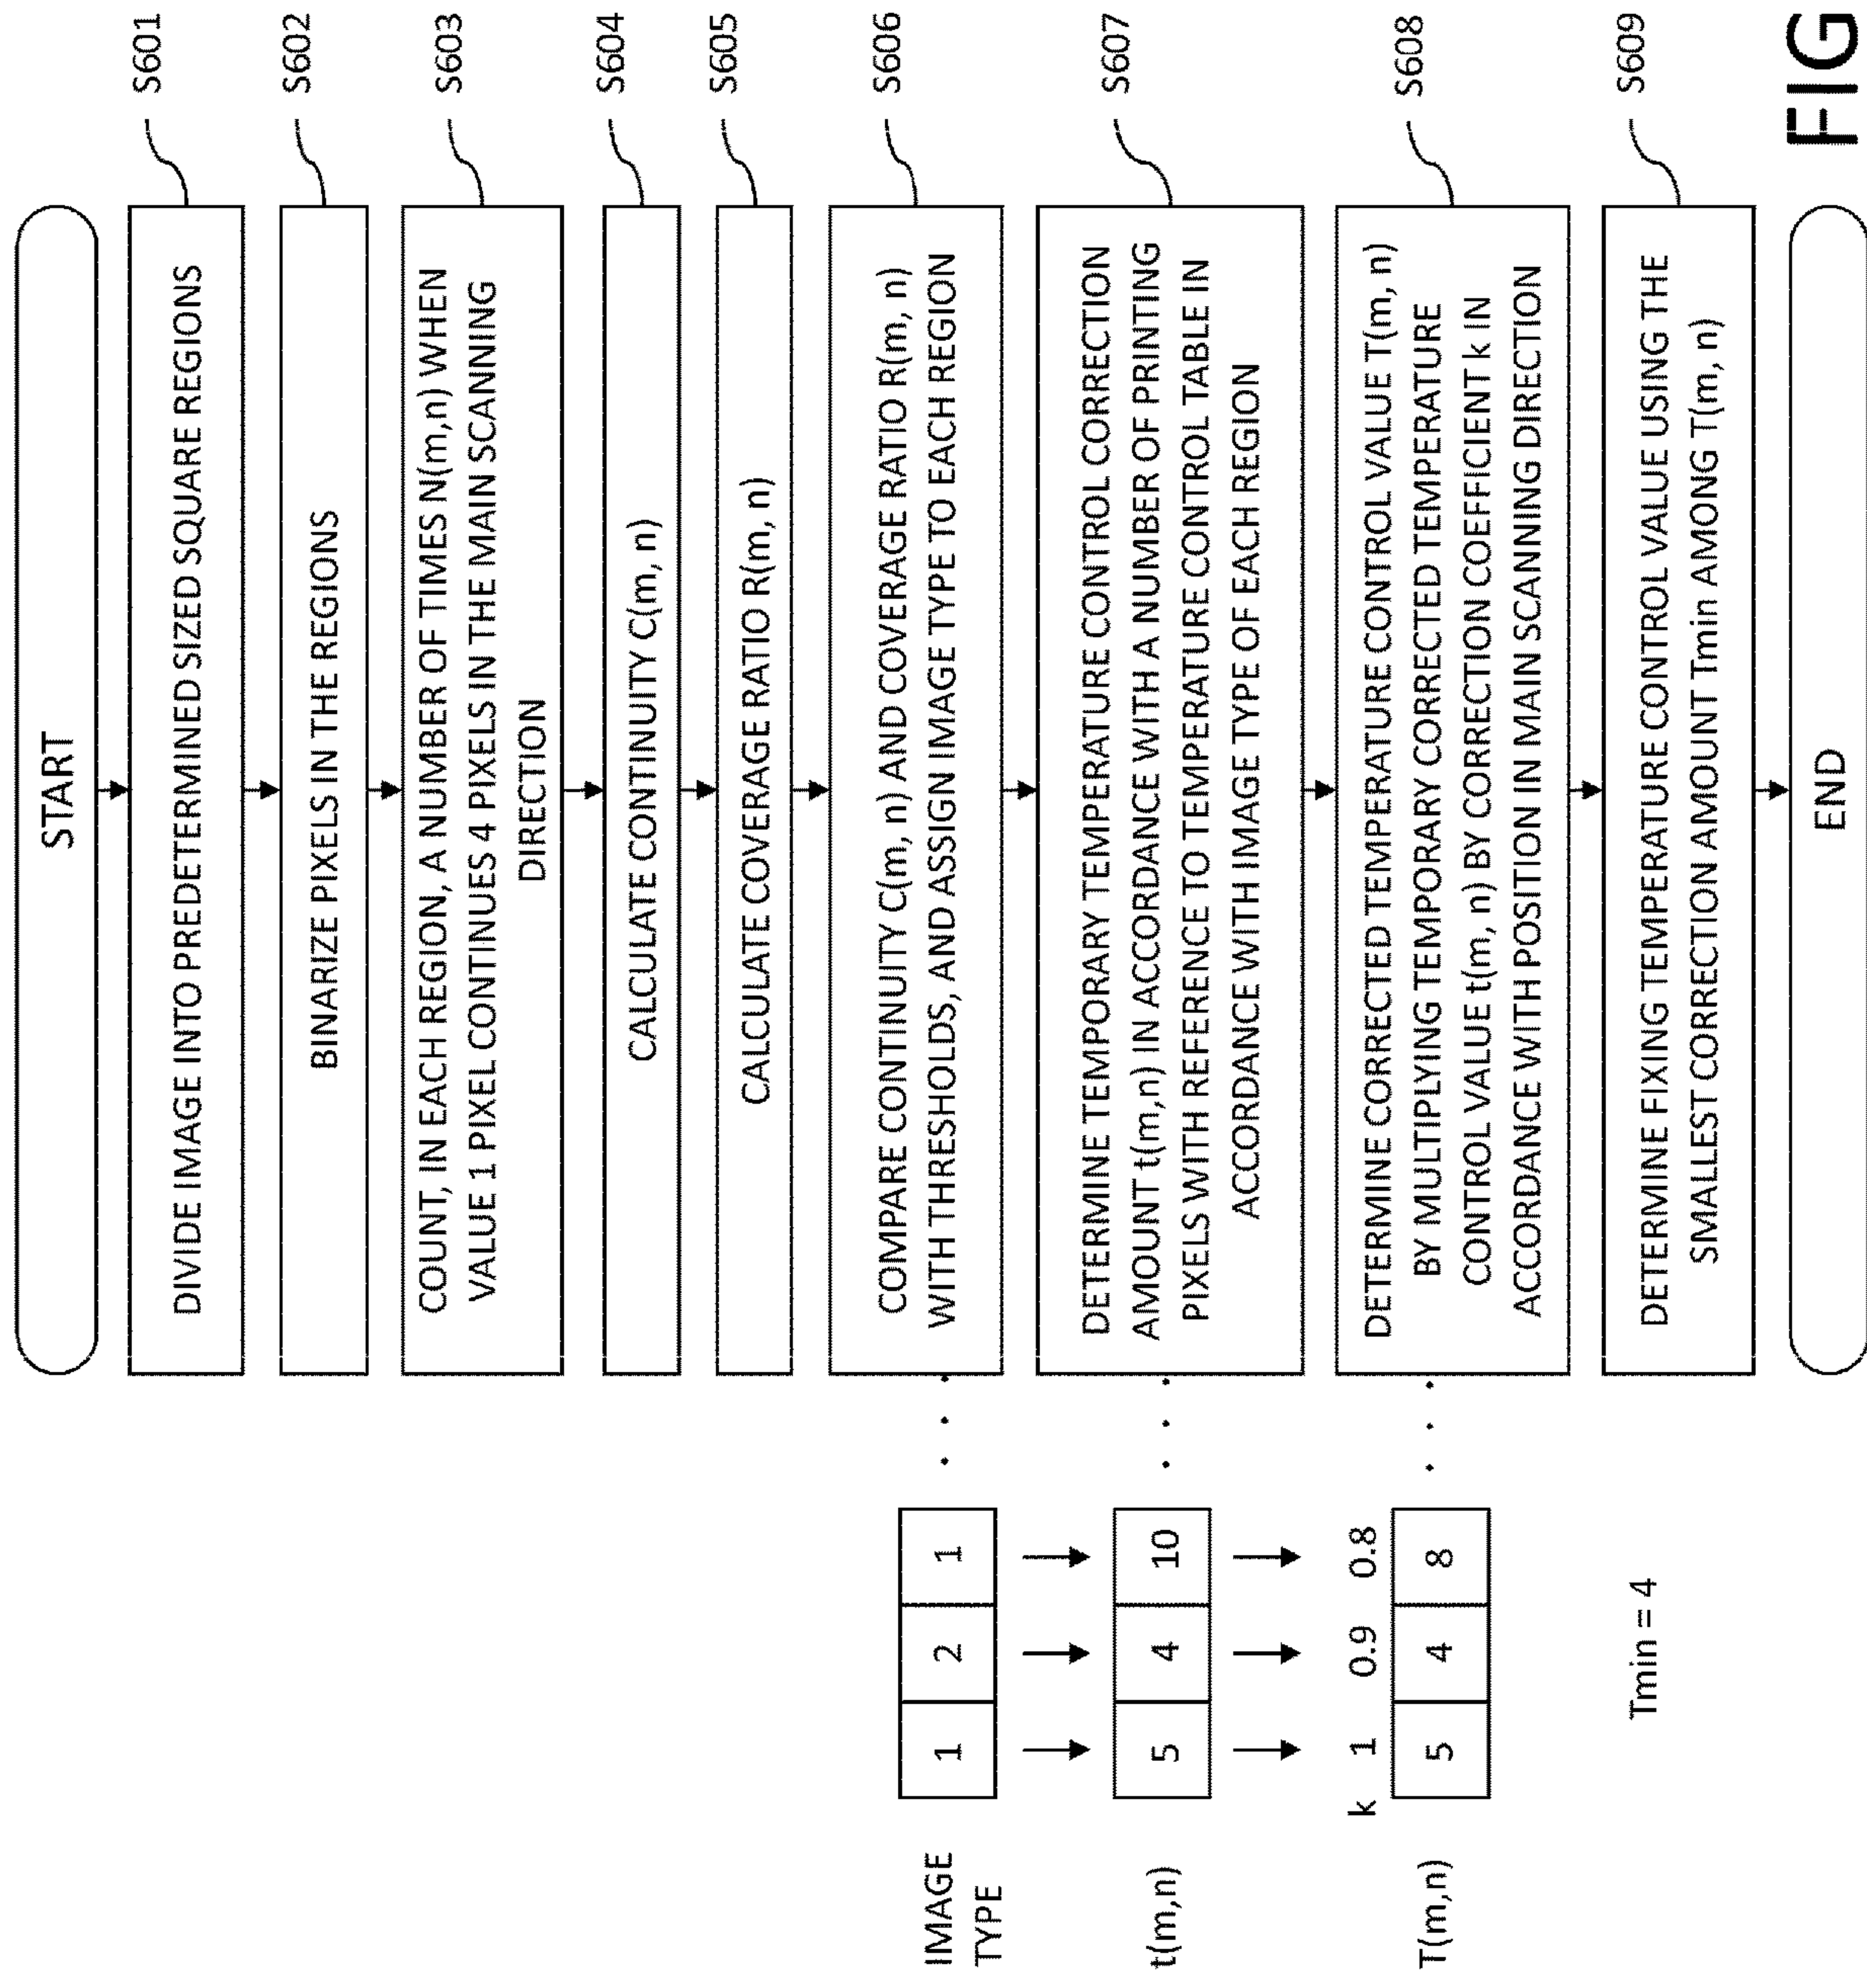 START
DIVIDE IMAGE INTO PREDETERMINED SIZED SQUARE REGIONS
S601
BINARIZE PIXELS IN THE REGIONS
S602
COUNT, IN EACH REGION, A NUMBER OF TIMES N(m,n) WHEN
VALUE 1 PIXEL CONTINUES 4 PIXELS IN THE MAIN SCANNING
DIRECTION
S603
CALCULATE CONTINUITY C(m, n)
S604
CALCULATE COVERAGE RATIO R(m, n)
S605
IMAGE
TYPE
1 2 1
COMPARE CONTINUITY C(m, n) AND COVERAGE RATIO R(m, n)
WITH THRESHOLDS, AND ASSIGN IMAGE TYPE TO EACH REGION
S606
t(m,n)
5 4 10
DETERMINE TEMPORARY TEMPERATURE CONTROL CORRECTION
AMOUNT t(m,n) IN ACCORDANCE WITH A NUMBER OF PRINTING
PIXELS WITH REFERENCE TO TEMPERATURE CONTROL TABLE IN
ACCORDANCE WITH IMAGE TYPE OF EACH REGION
S607
k 1 0.9 0.8
T(m,n)
5 4 8
DETERMINE CORRECTED TEMPERATURE CONTROL VALUE T(m, n)
BY MULTIPLYING TEMPORARY CORRECTED TEMPERATURE
CONTROL VALUE t(m, n) BY CORRECTION COEFFICIENT k IN
ACCORDANCE WITH POSITION IN MAIN SCANNING DIRECTION
S608
Tmin = 4
DETERMINE FIXING TEMPERATURE CONTROL VALUE USING THE
SMALLEST CORRECTION AMOUNT Tmin AMONG T(m, n)
S609
END
FIG